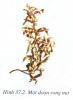 Hình 37.2. Một đoạn rong mơ